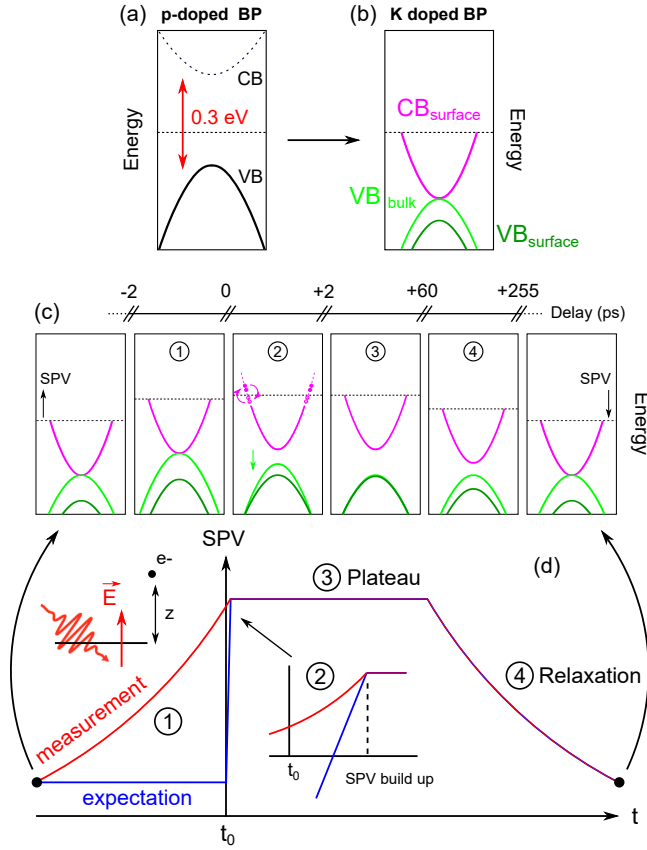 (a) p-doped BP
CB
0.3 eV
VB
Energy
(b) K doped BP
CB surface
VB bulk
VB surface
Energy
(c)
-2 0 +2 +60 +255
Delay (ps)
SPV
① ② ③ ④
SPV
Energy
SPV
(d)
e-
E
z
③ Plateau
② 
④ Relaxation
measurement
①
t0
SPV build up
expectation
t0
t